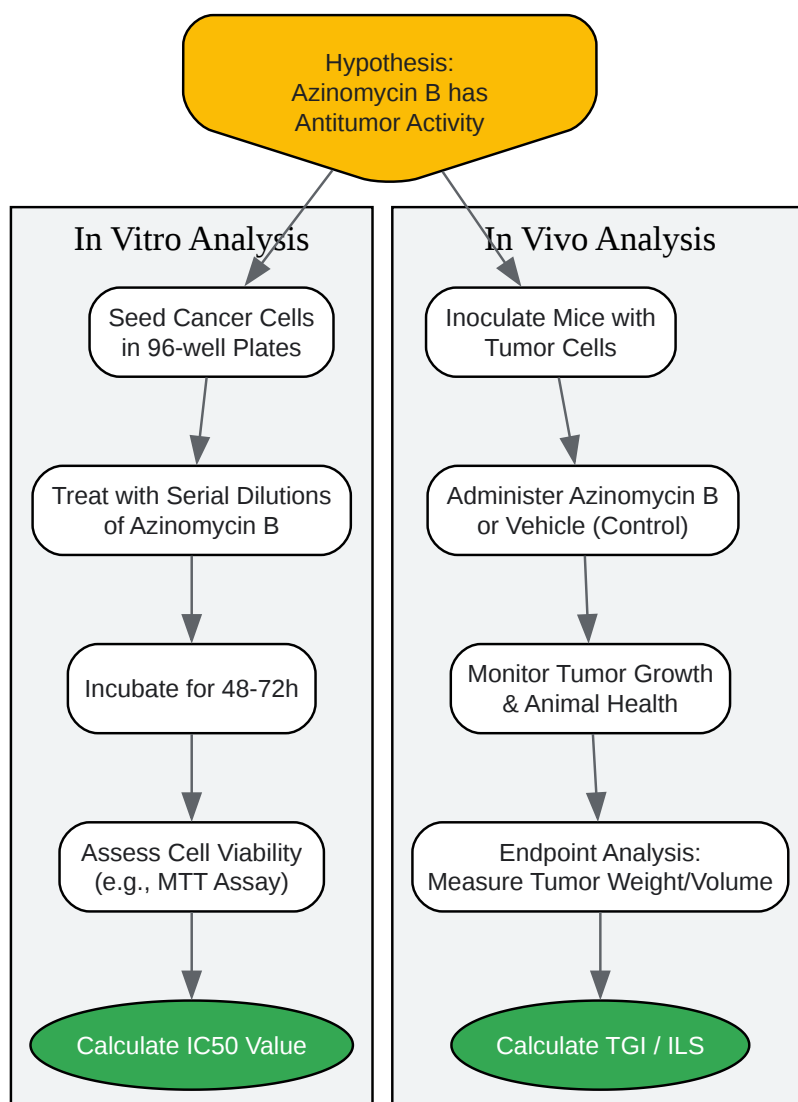 Hypothesis:
Azinomycin B has
Antitumor Activity
In Vitro Analysis
Seed Cancer Cells
in 96-well Plates
Treat with Serial Dilutions
of Azinomycin B
Incubate for 48-72h
Assess Cell Viability
(e.g., MTT Assay)
Calculate IC50 Value
In Vivo Analysis
Inoculate Mice with
Tumor Cells
Administer Azinomycin B
or Vehicle (Control)
Monitor Tumor Growth
& Animal Health
Endpoint Analysis:
Measure Tumor Weight/Volume
Calculate TGI / ILS